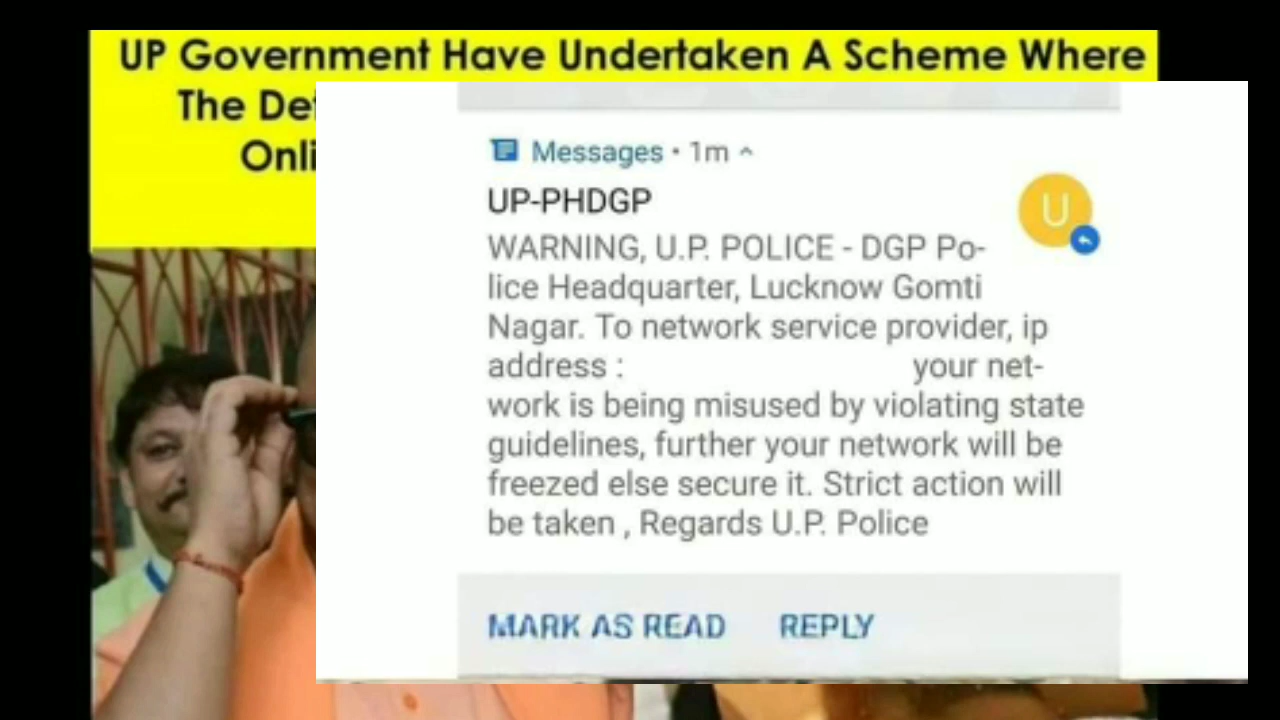 UP Government Have Undertaken A Scheme Where
The
Messages • 1m ^
UP-PHDGP
U
WARNING, U.P. POLICE - DGP Po-
lice Headquarter, Lucknow Gomti
Nagar. To network service provider, ip
address : your net-
work is being misused by violating state
guidelines, further your network will be
freezed else secure it. Strict action will
be taken , Regards U.P. Police
MARK AS READ REPLY